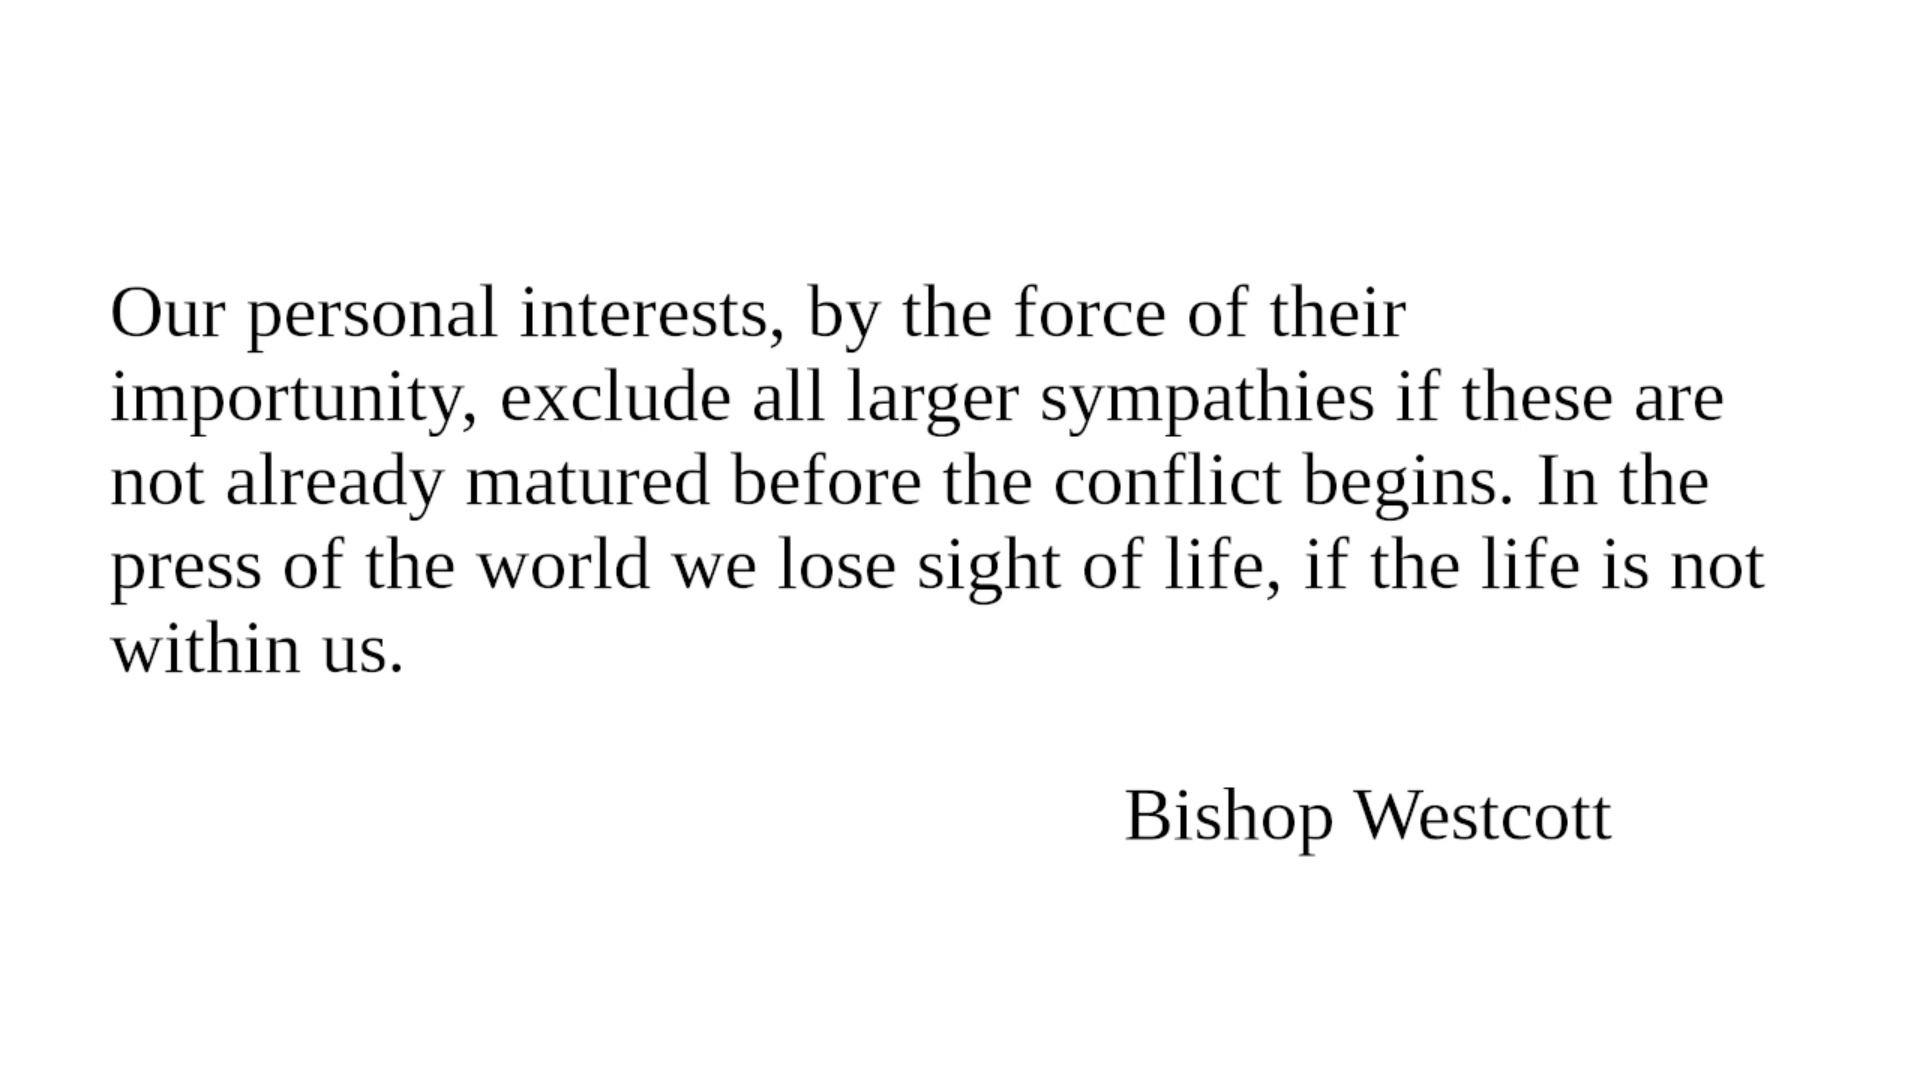 Our personal interests, by the force of their
importunity, exclude all larger sympathies if these are
not already matured before the conflict begins. In the
press of the world we lose sight of life, if the life is not
within us.
Bishop Westcott